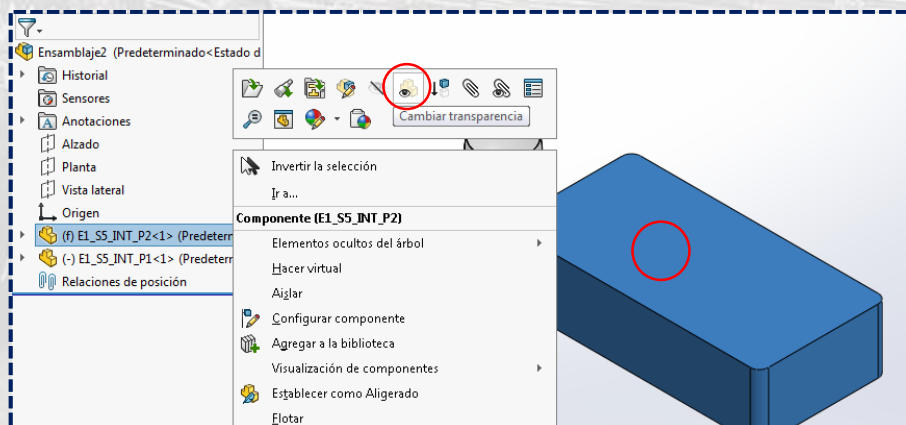 Ensamblaje2 (Predeterminado<Estado d
Historial
Sensores
Anotaciones
Alzado
Planta
Vista lateral
Origen
(f) E1_S5_INT_P2<1> (Predeterr
(-) E1_S5_INT_P1<1> (Predeterr
Relaciones de posición
Cambiar transparencia
Invertir la selección
Ir a...
Componente (E1_S5_INT_P2)
Elementos ocultos del árbol
Hacer virtual
Aislar
Configurar componente
Agregar a la biblioteca
Visualización de componentes
Establecer como Aligerado
Flotar